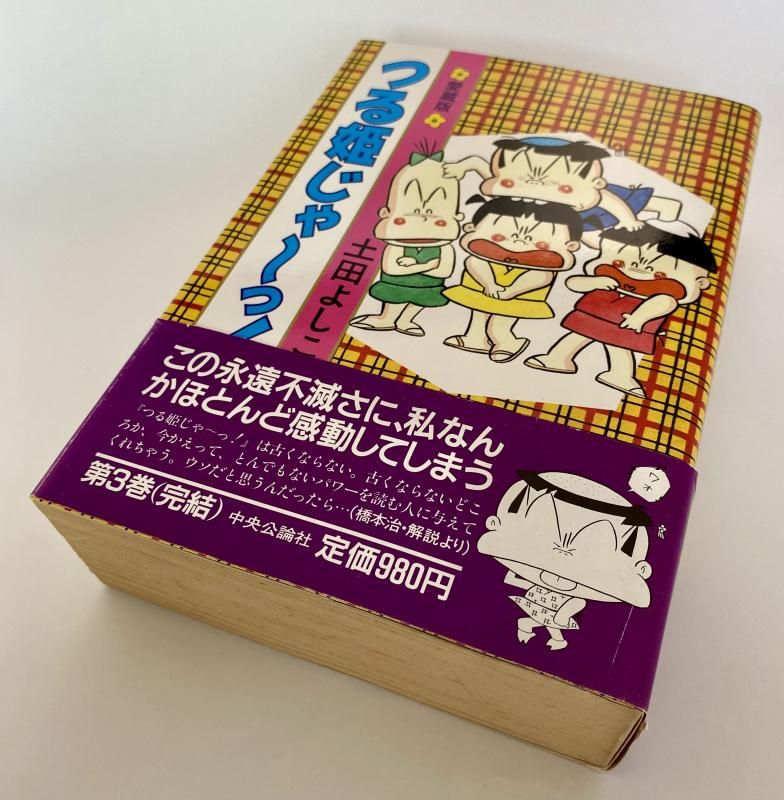 愛蔵版
つる姫じゃ〜っ!
土田よしこ
この永遠不滅さに、私なん
かほとんど感動してしまう
『つる姫じゃ〜っ!』は古くならない。古くならないどこ
ろか、今かえって、とんでもないパワーを読む人に与えて
くれちゃう。ウソだと思うんだったら…(橋本治・解説より)
第3巻(完結) 中央公論社 定価980円
ワオ